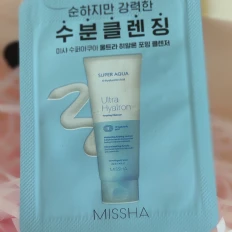 순하지만 강력한
수분클렌징
미샤 수퍼아쿠아 울트라 히알론 포밍 클렌저
SUPER AQUA
Ultra
Hyalron
MISSHA